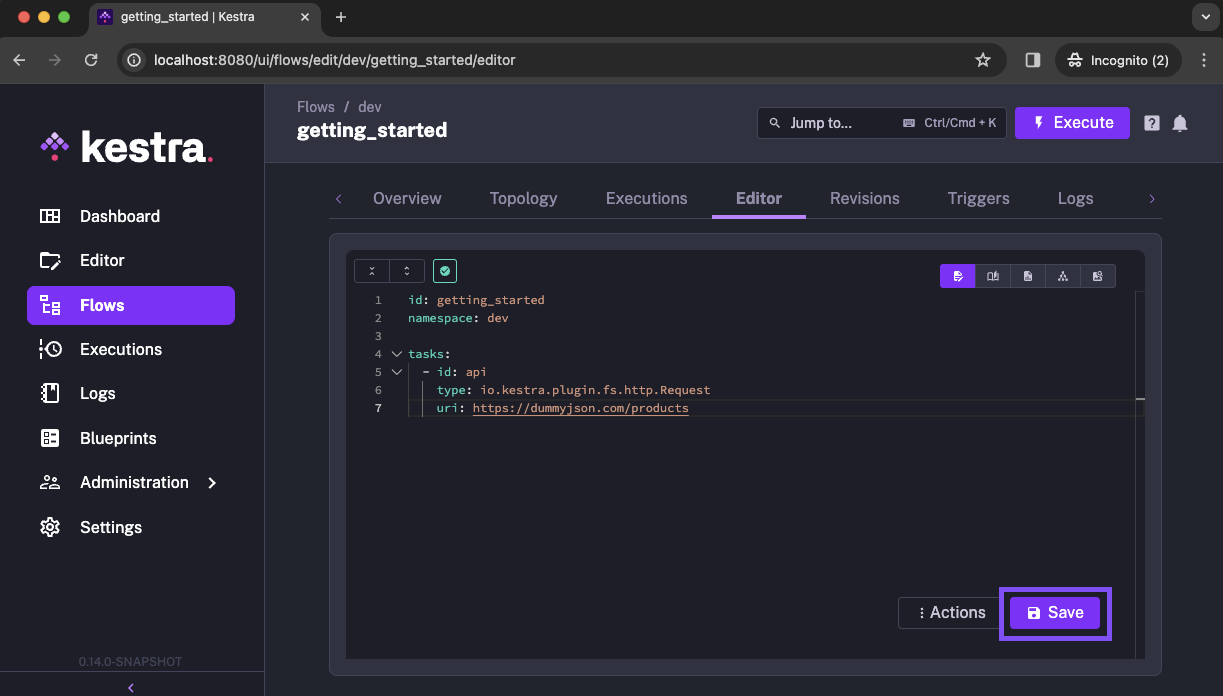 getting_started | Kestra
localhost:8080/ui/flows/edit/dev/getting_started/editor
Incognito (2)
kestra.
Dashboard
Editor
Flows
Executions
Logs
Blueprints
Administration
Settings
0.14.0-SNAPSHOT
Flows / dev
getting_started
Jump to...
Ctrl/Cmd + K
Execute
?
Overview
Topology
Executions
Editor
Revisions
Triggers
Logs
1 id: getting_started
2 namespace: dev
3
4 tasks:
5 - id: api
6 type: io.kestra.plugin.fs.http.Request
7 uri: https://dummyjson.com/products
Actions
Save